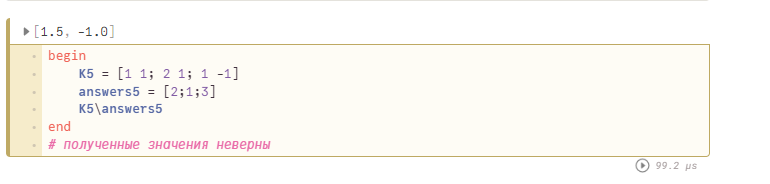 [1.5, -1.0]
begin
    K5 = [1 1; 2 1; 1 -1]
    answers5 = [2;1;3]
    K5\answers5
end
# полученные значения неверны
99.2 μs